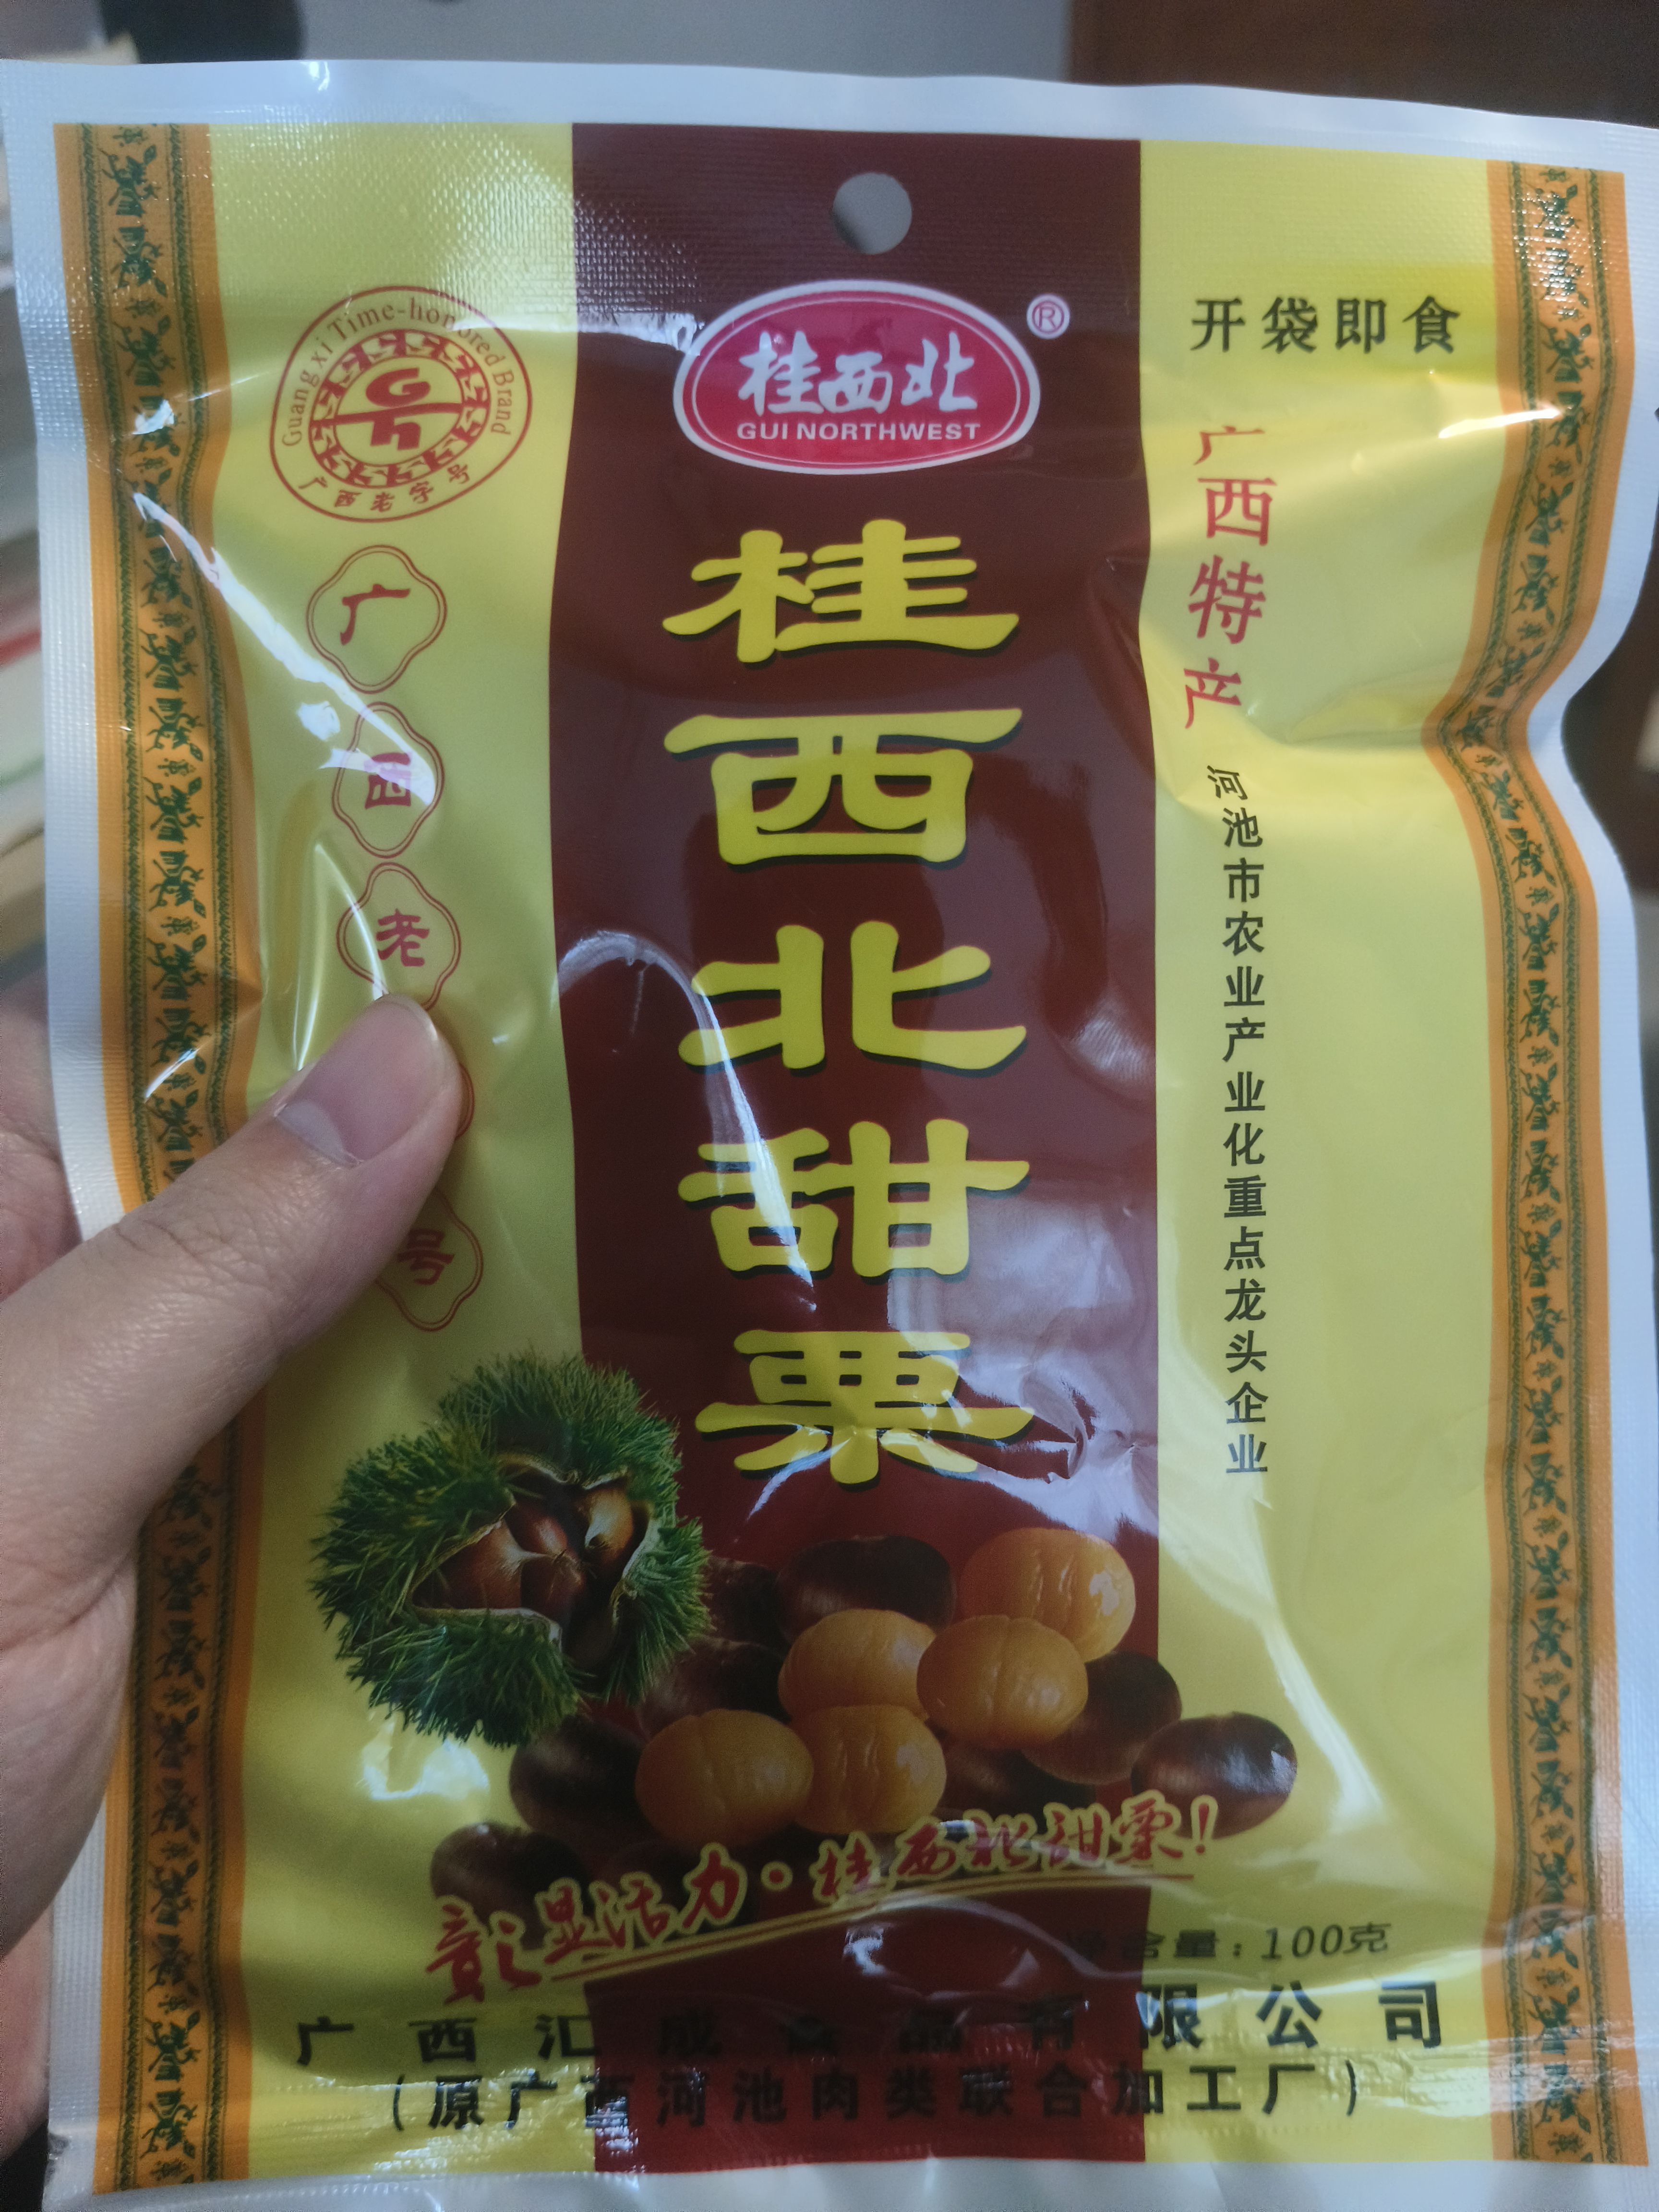 桂西北
®
GUI NORTHWEST
开袋即食
Guangxi Time-honored Brand
广西老字号
广西老
号
桂西北甜栗
广西特产
河池市农业产业化重点龙头企业
彰显活力·桂西北甜栗!
净含量:100克
广西汇成食品有限公司
(原广西河池肉类联合加工厂)